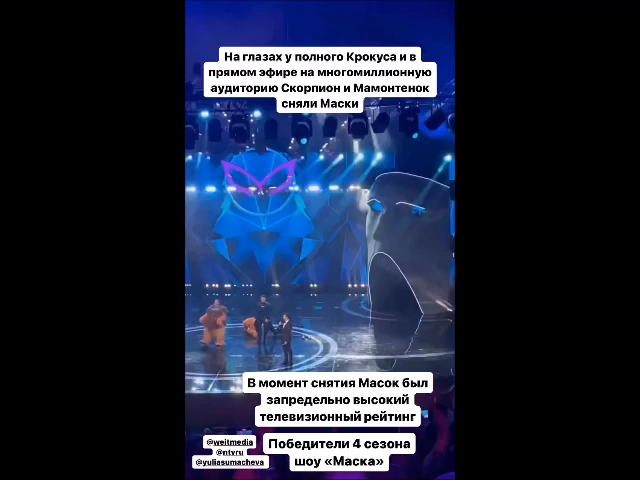 На глазах у полного Крокуса и в
прямом эфире на многомиллионную
аудиторию Скорпион и Мамонтенок
сняли Маски
В момент снятия Масок был
запредельно высокий
телевизионный рейтинг
@weitmedia
@ntvru
@yuliasumacheva
Победители 4 сезона
шоу «Маска»